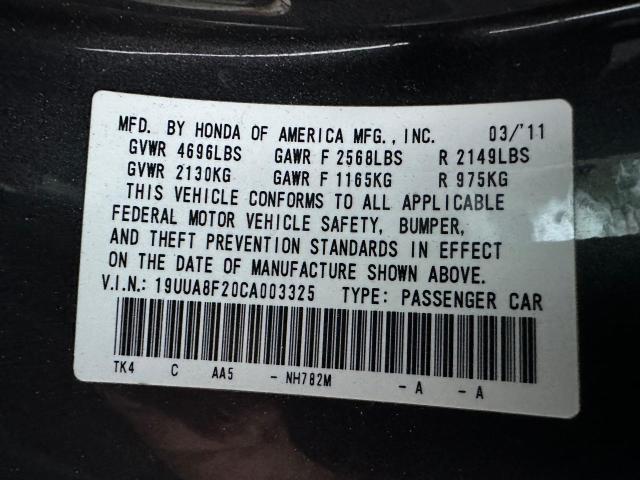 MFD. BY HONDA OF AMERICA MFG., INC. 03/'11
GVWR 4696LBS GAWR F 2568LBS R 2149LBS
GVWR 2130KG GAWR F 1165KG R 975KG
THIS VEHICLE CONFORMS TO ALL APPLICABLE
FEDERAL MOTOR VEHICLE SAFETY, BUMPER,
AND THEFT PREVENTION STANDARDS IN EFFECT
ON THE DATE OF MANUFACTURE SHOWN ABOVE.
V.I.N.: 19UUA8F20CA003325 TYPE: PASSENGER CAR
TK4 C AA5 - NH782M - A - A